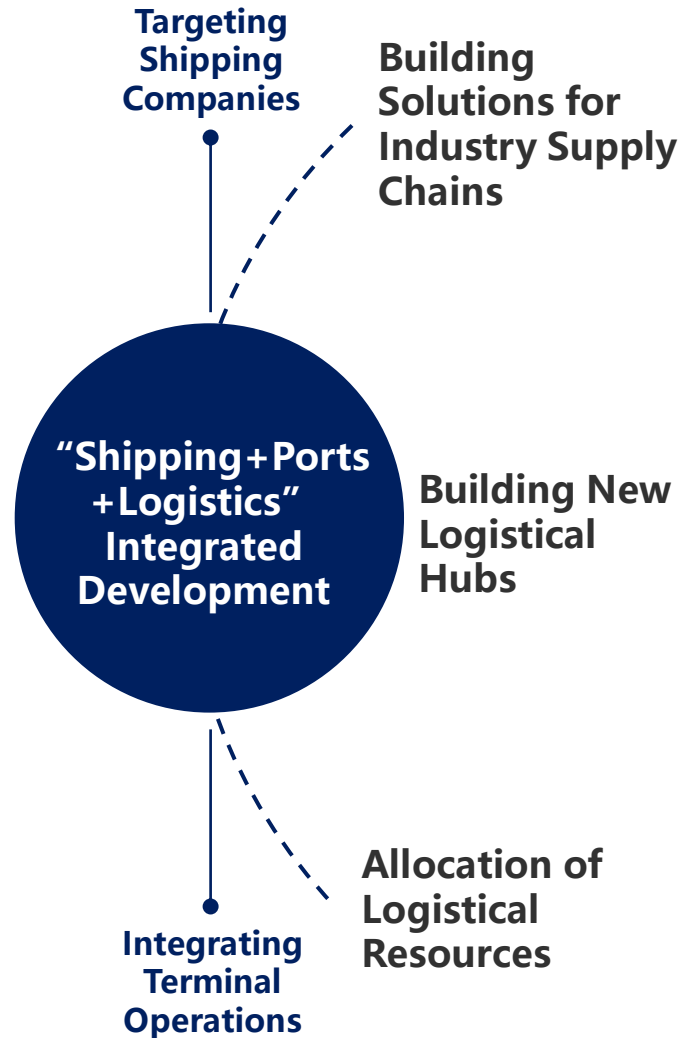 Targeting
Shipping
Companies
Building
Solutions for
Industry Supply
Chains
“Shipping+Ports
+Logistics”
Integrated
Development
Building New
Logistical
Hubs
Allocation of
Logistical
Resources
Integrating
Terminal
Operations